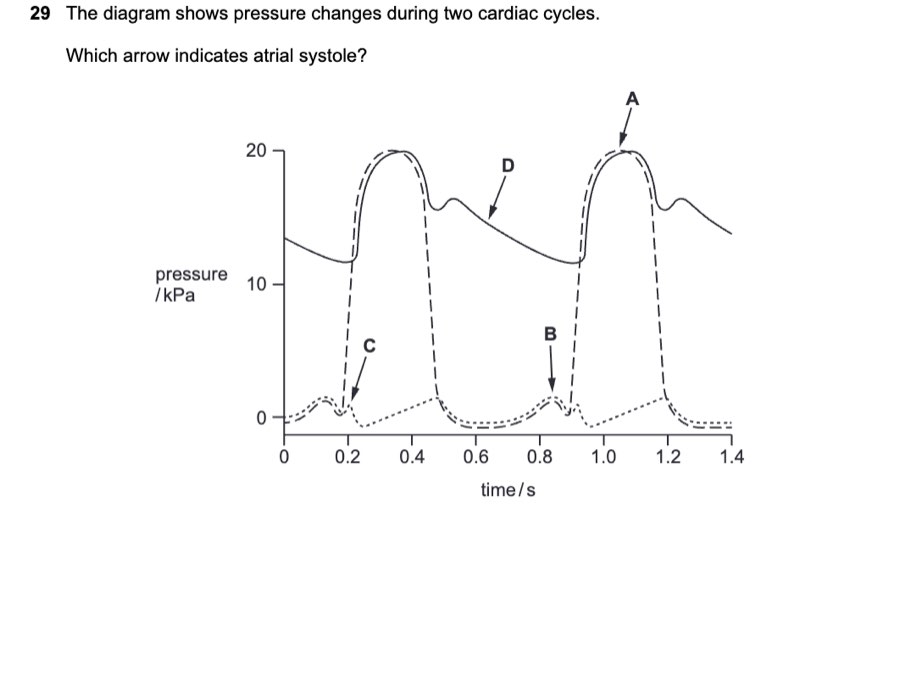 29 The diagram shows pressure changes during two cardiac cycles.
Which arrow indicates atrial systole?
A
20
D
pressure
/kPa
10
B
C
0
0 0.2 0.4 0.6 0.8 1.0 1.2 1.4
time/s